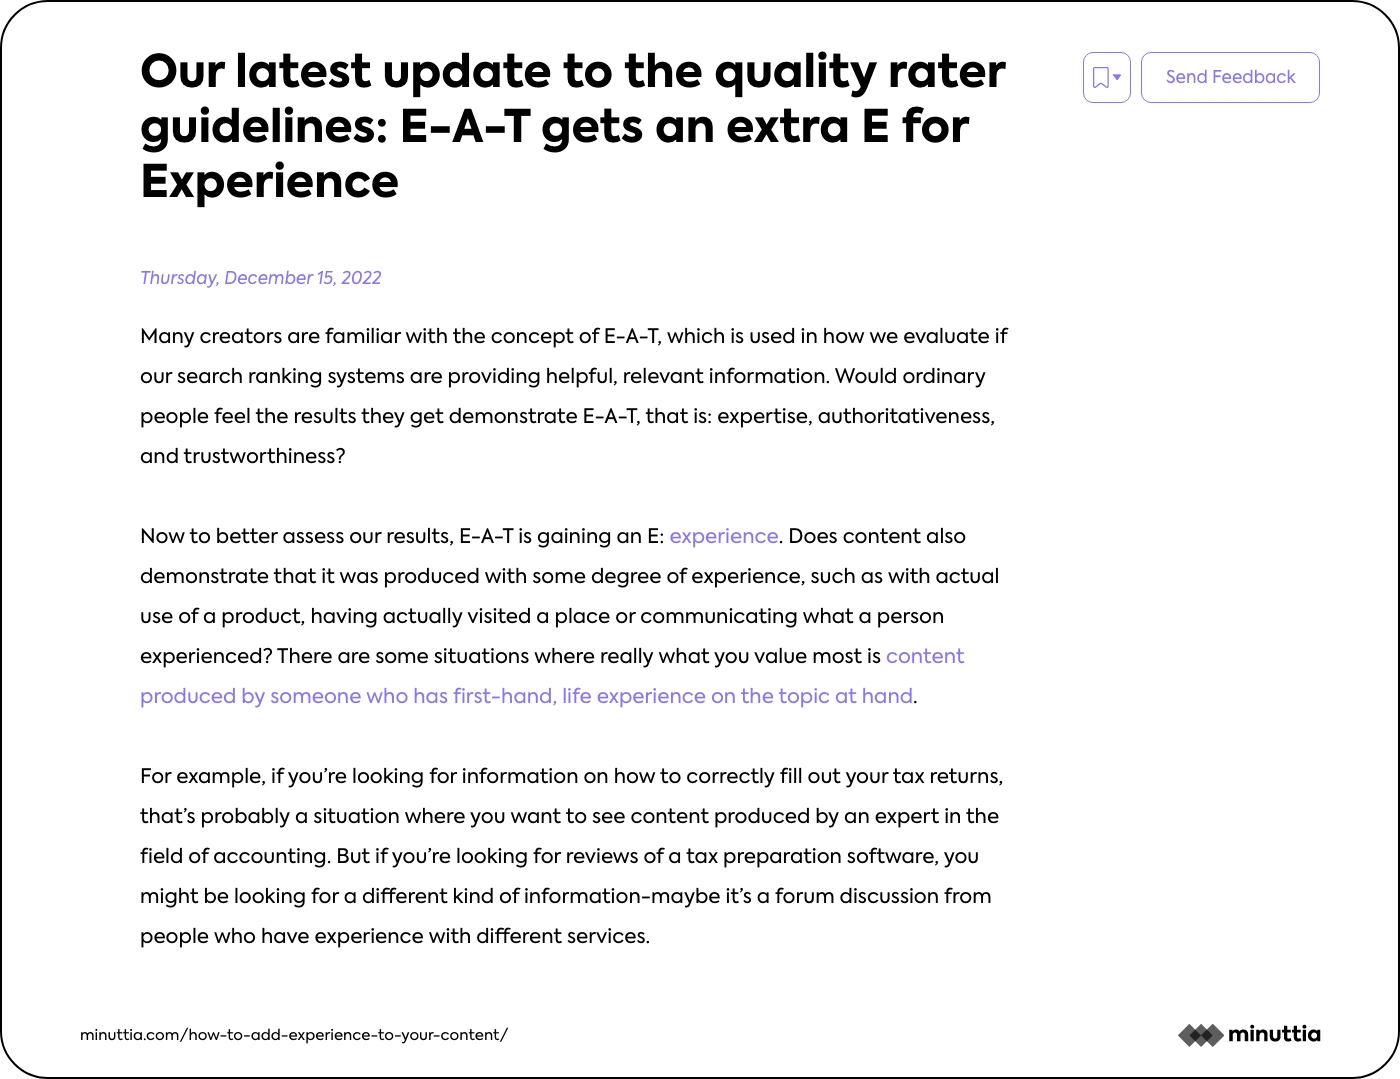 Our latest update to the quality rater
guidelines: E-A-T gets an extra E for
Experience
Send Feedback
Thursday, December 15, 2022
Many creators are familiar with the concept of E-A-T, which is used in how we evaluate if
our search ranking systems are providing helpful, relevant information. Would ordinary
people feel the results they get demonstrate E-A-T, that is: expertise, authoritativeness,
and trustworthiness?
Now to better assess our results, E-A-T is gaining an E: experience. Does content also
demonstrate that it was produced with some degree of experience, such as with actual
use of a product, having actually visited a place or communicating what a person
experienced? There are some situations where really what you value most is content
produced by someone who has first-hand, life experience on the topic at hand.
For example, if you’re looking for information on how to correctly fill out your tax returns,
that’s probably a situation where you want to see content produced by an expert in the
field of accounting. But if you’re looking for reviews of a tax preparation software, you
might be looking for a different kind of information-maybe it’s a forum discussion from
people who have experience with different services.
minuttia.com/how-to-add-experience-to-your-content/
minuttia